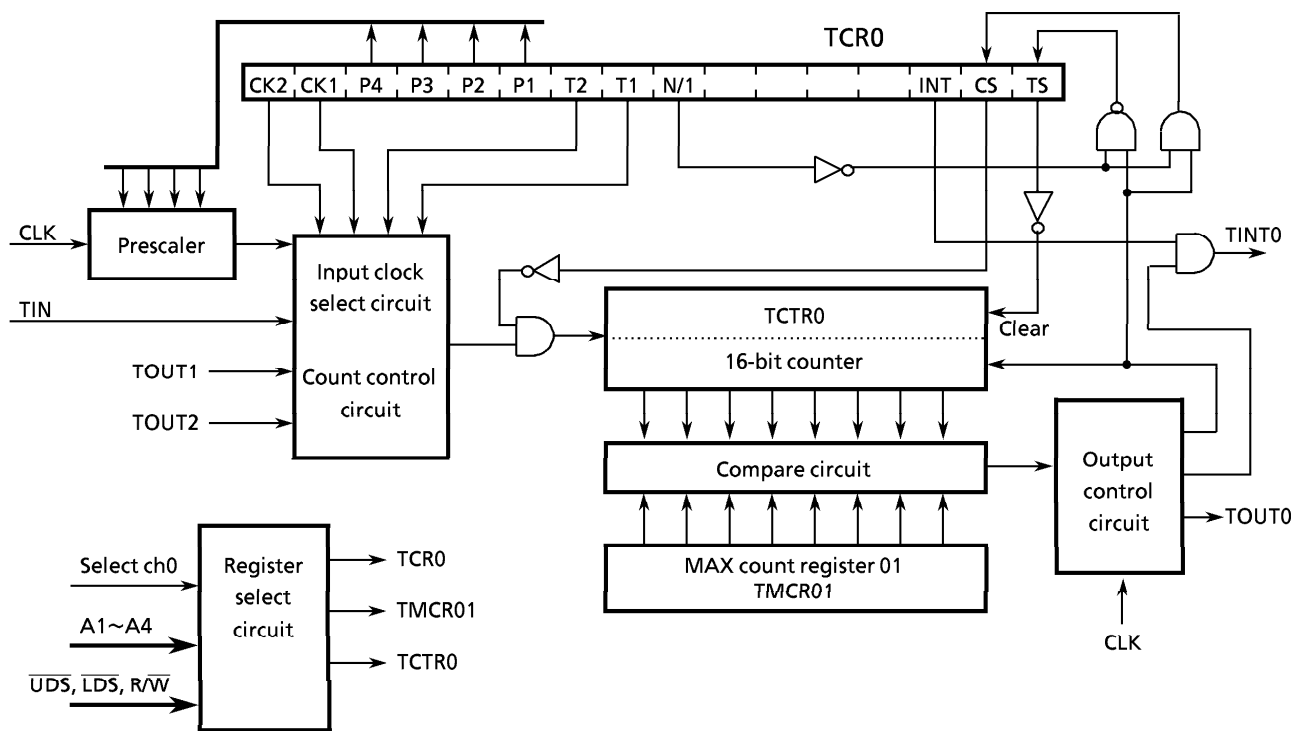 TCR0
CK2 CK1 P4 P3 P2 P1 T2 T1 N/1 INT CS TS
CLK
Prescaler
TIN
TOUT1
TOUT2
Input clock
select circuit
Count control
circuit
TCTR0
16-bit counter
Clear
TINT0
Compare circuit
MAX count register 01
TMCR01
Output
control
circuit
TOUT0
CLK
Select ch0
A1~A4
U̅D̅S̅, L̅D̅S̅, R/W̅
Register
select
circuit
TCR0
TMCR01
TCTR0